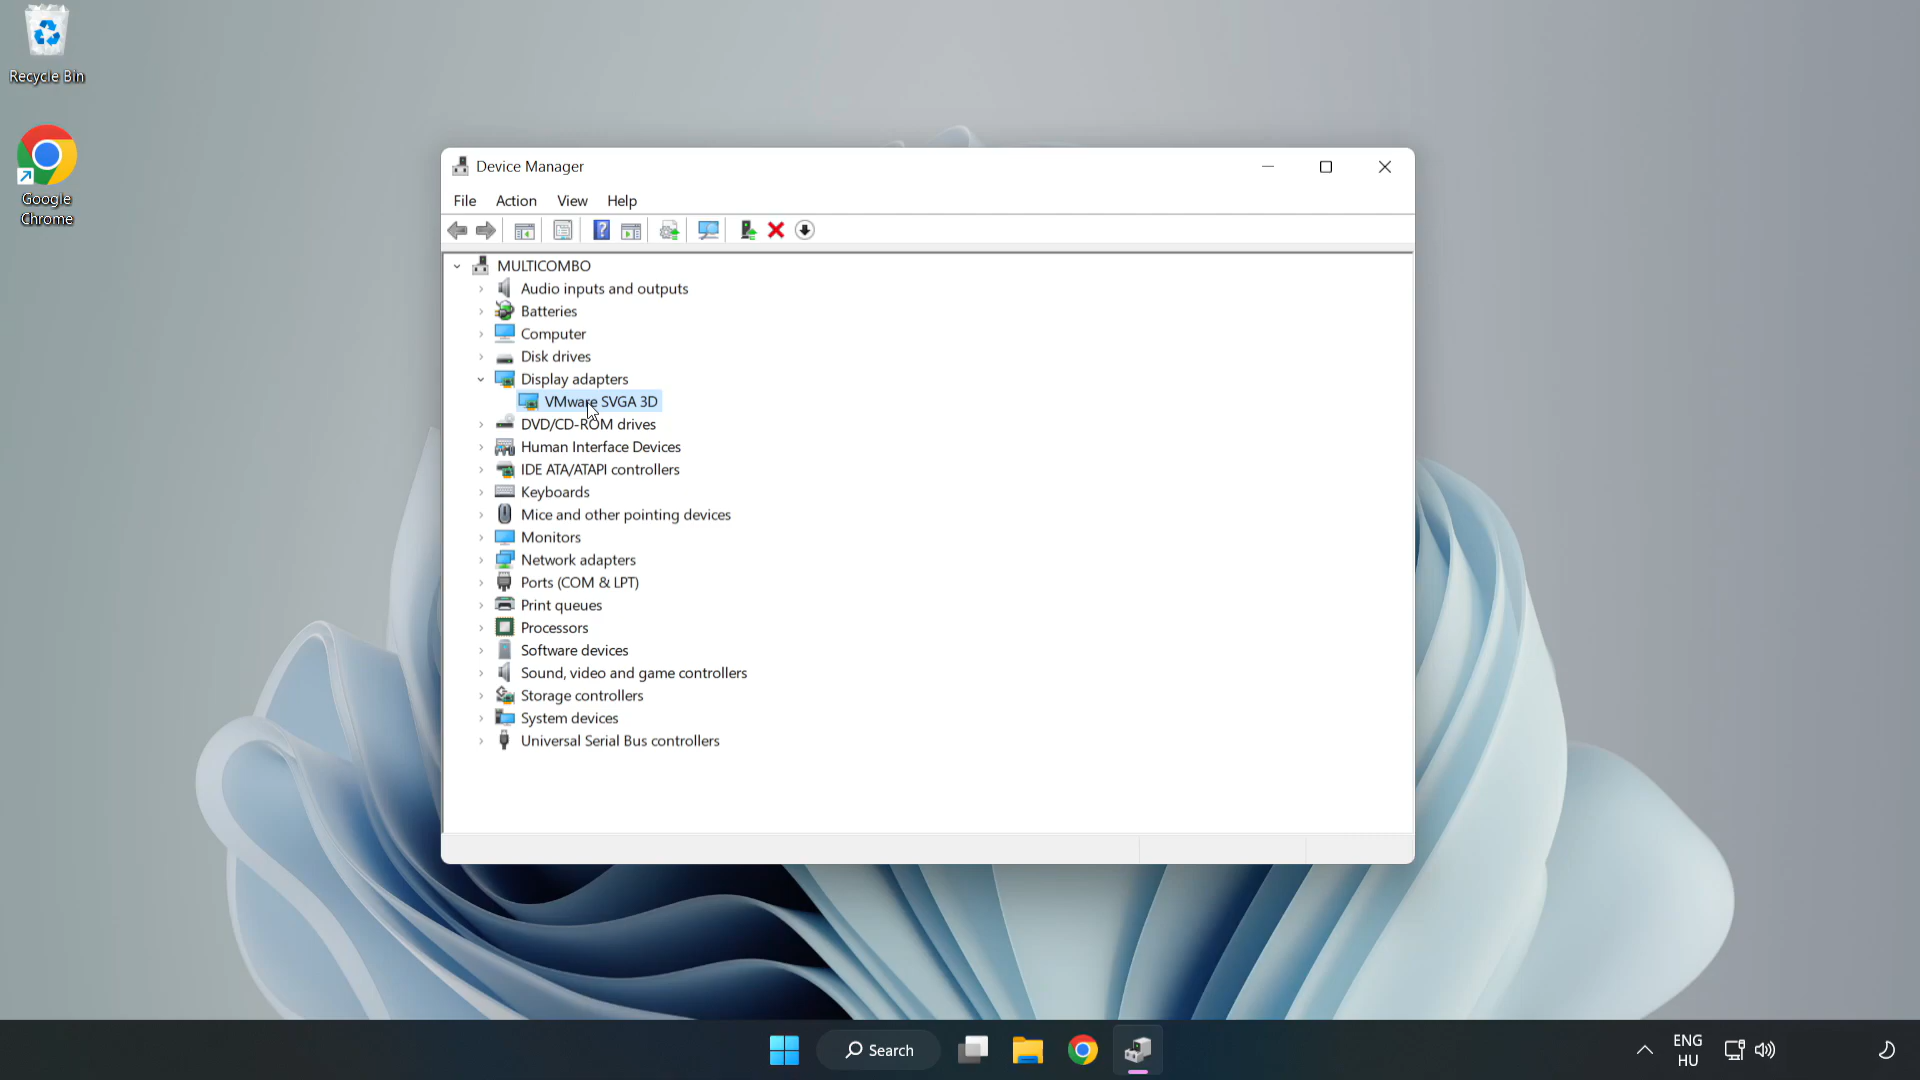 Recycle Bin
Google
Chrome
Device Manager
File Action View Help
MULTICOMBO
Audio inputs and outputs
Batteries
Computer
Disk drives
Display adapters
VMware SVGA 3D
DVD/CD-ROM drives
Human Interface Devices
IDE ATA/ATAPI controllers
Keyboards
Mice and other pointing devices
Monitors
Network adapters
Ports (COM & LPT)
Print queues
Processors
Software devices
Sound, video and game controllers
Storage controllers
System devices
Universal Serial Bus controllers
Search
ENG
HU